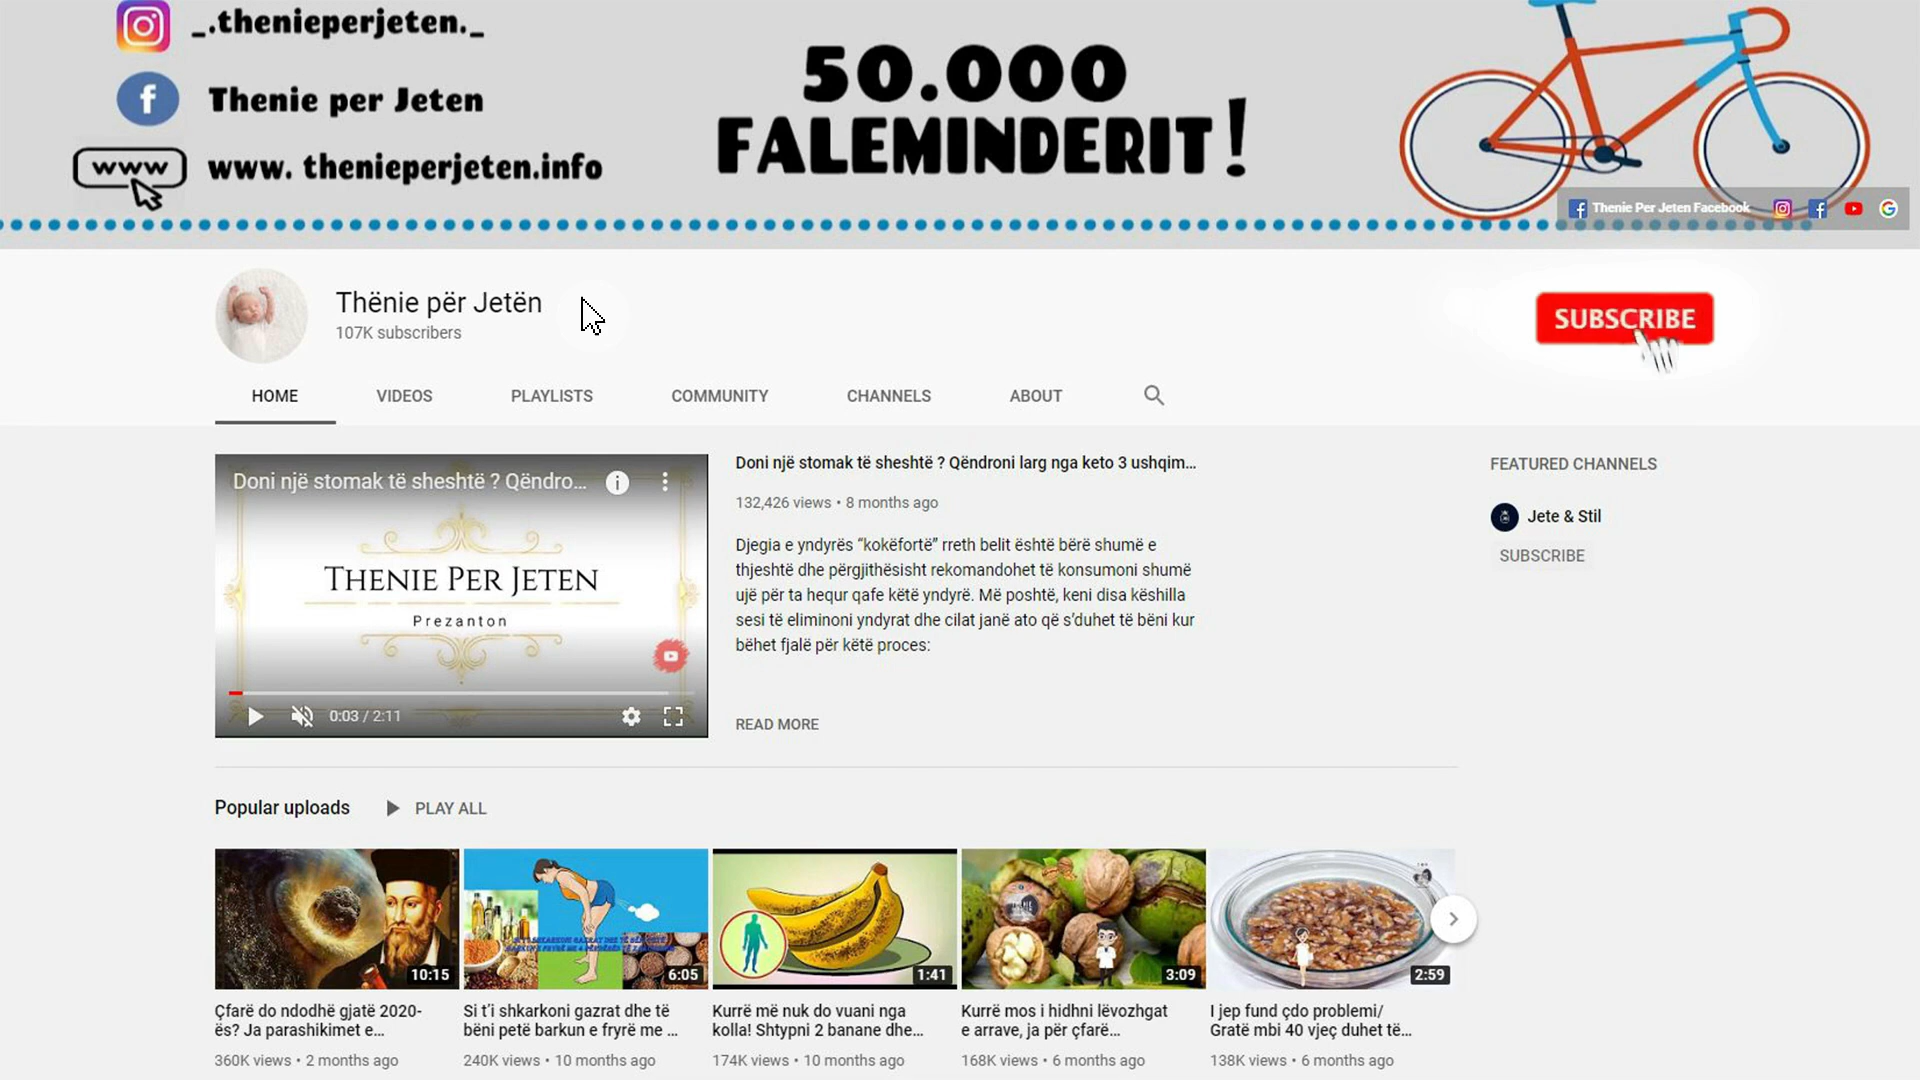 _.thenieperjeten._
Thenie per Jeten
www
www. thenieperjeten.info
50.000
FALEMINDERIT!
Thenie Per Jeten Facebook
Thënie për Jetën
107K subscribers
SUBSCRIBE
HOME VIDEOS PLAYLISTS COMMUNITY CHANNELS ABOUT
Doni një stomak të sheshtë ? Qëndro...
THENIE PER JETEN
Prezanton
0:03 / 2:11
Doni një stomak të sheshtë ? Qëndroni larg nga keto 3 ushqim...
132,426 views • 8 months ago
Djegia e yndyrës “kokëfortë” rreth belit është bërë shumë e
thjeshtë dhe përgjithësisht rekomandohet të konsumoni shumë
ujë për ta hequr qafe këtë yndyrë. Më poshtë, keni disa këshilla
sesi të eliminoni yndyrat dhe cilat janë ato që s’duhet të bëni kur
bëhet fjalë për këtë proces:
READ MORE
FEATURED CHANNELS
Jete & Stil
SUBSCRIBE
Popular uploads
PLAY ALL
10:15
Çfarë do ndodhë gjatë 2020-
ës? Ja parashikimet e...
360K views • 2 months ago
6:05
Si t’i shkarkoni gazrat dhe të
bëni petë barkun e fryrë me ...
240K views • 10 months ago
1:41
Kurrë më nuk do vuani nga
kolla! Shtypni 2 banane dhe...
174K views • 10 months ago
3:09
Kurrë mos i hidhni lëvozhgat
e arrave, ja për çfarë...
168K views • 6 months ago
2:59
I jep fund çdo problemi/
Gratë mbi 40 vjeç duhet të...
138K views • 6 months ago